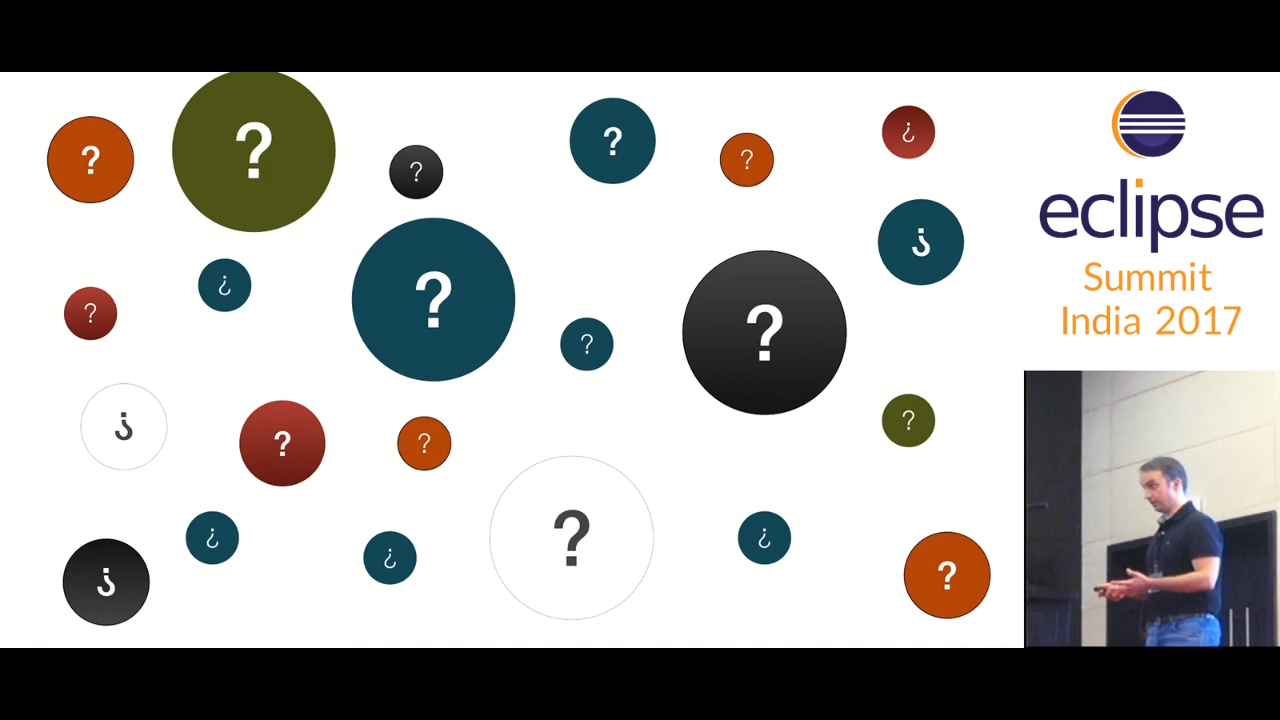 ? ? ? ? ? ¿
? ¿ ? ? ? ¿
¿ ? ? ?
¿ ¿ ¿ ? ¿ ?
eclipse
Summit
India 2017